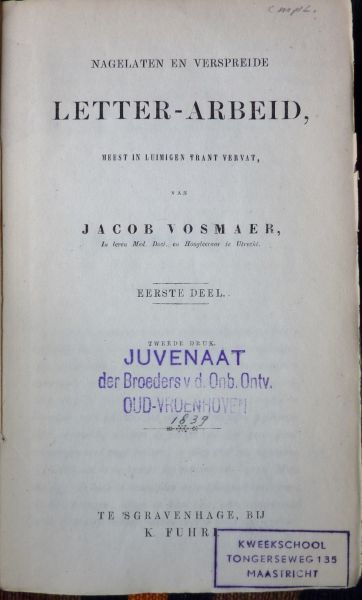 compl.
NAGELATEN EN VERSPREIDE
LETTER-ARBEID,
MEEST IN LUIMIGEN TRANT VERVAT,
VAN
JACOB VOSMAER,
In leven Med. Doct. en Hoogleeraar te Utrecht.
EERSTE DEEL.
TWEEDE DRUK.
JUVENAAT
der Broeders v. d. Onb. Ontv.
OUD-VROENHOVEN
1839
TE 'SGRAVENHAGE, BIJ
K. FUHRI.
KWEEKSCHOOL
TONGERSEWEG 135
MAASTRICHT